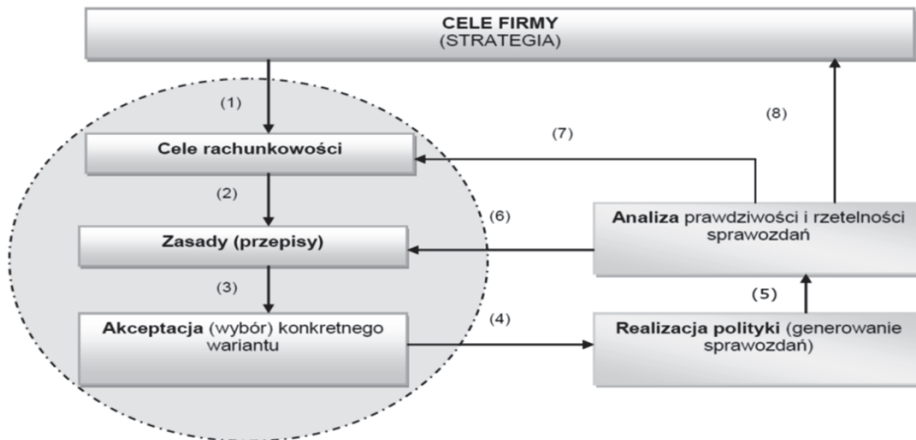 CELE FIRMY
(STRATEGIA)
(1)
(8)
(7)
Cele rachunkowości
(2)
(6)
Analiza prawdziwości i rzetelności
sprawozdań
Zasady (przepisy)
(3)
(5)
(4)
Akceptacja (wybór) konkretnego
wariantu
Realizacja polityki (generowanie
sprawozdań)